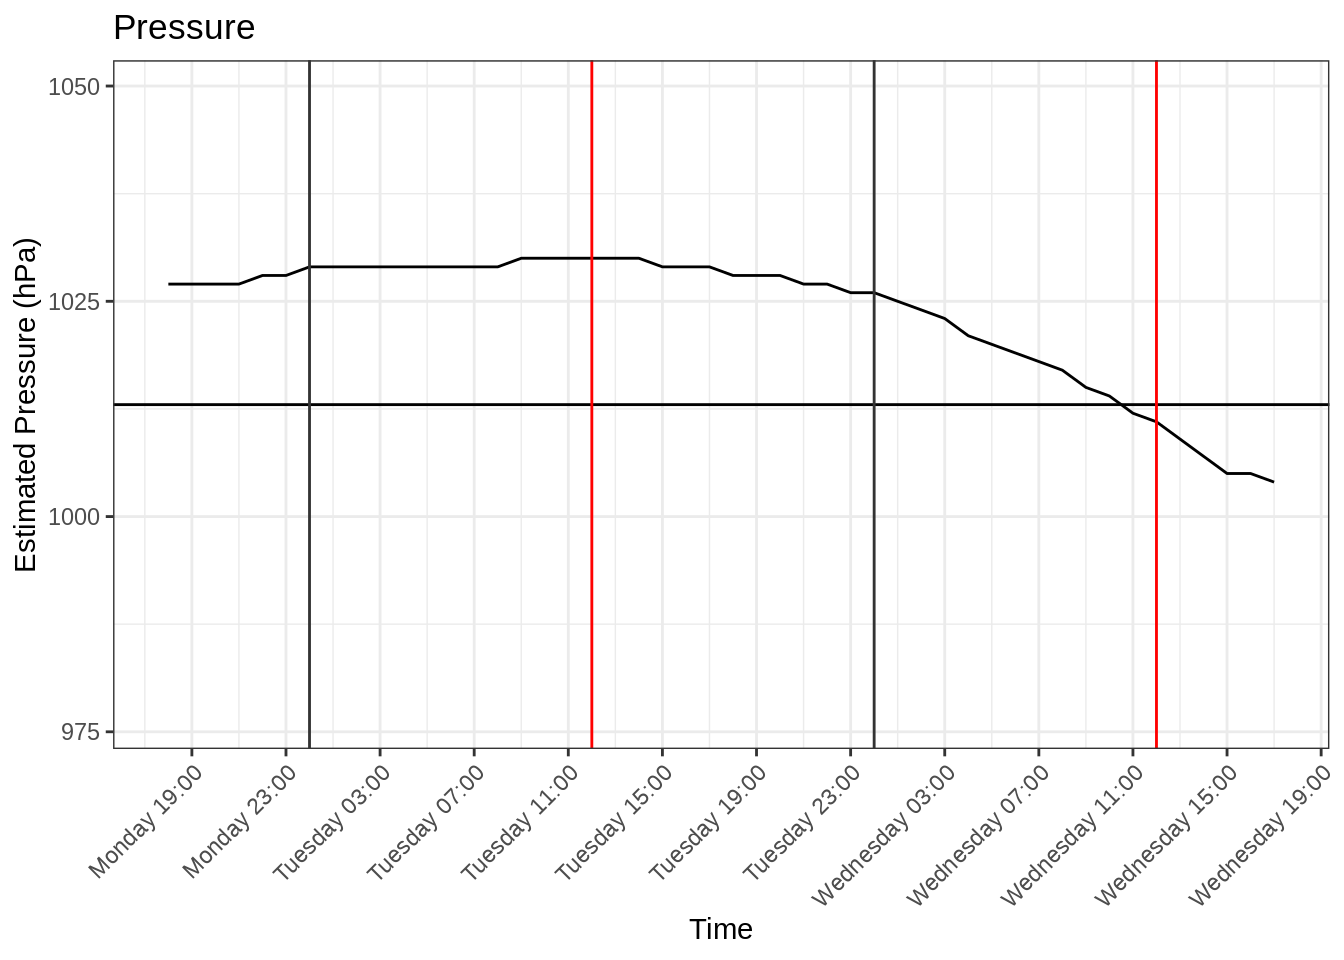 Pressure
Estimated Pressure (hPa)
1050
1025
1000
975
Monday 19:00
Monday 23:00
Tuesday 03:00
Tuesday 07:00
Tuesday 11:00
Tuesday 15:00
Tuesday 19:00
Tuesday 23:00
Wednesday 03:00
Wednesday 07:00
Wednesday 11:00
Wednesday 15:00
Wednesday 19:00
Time